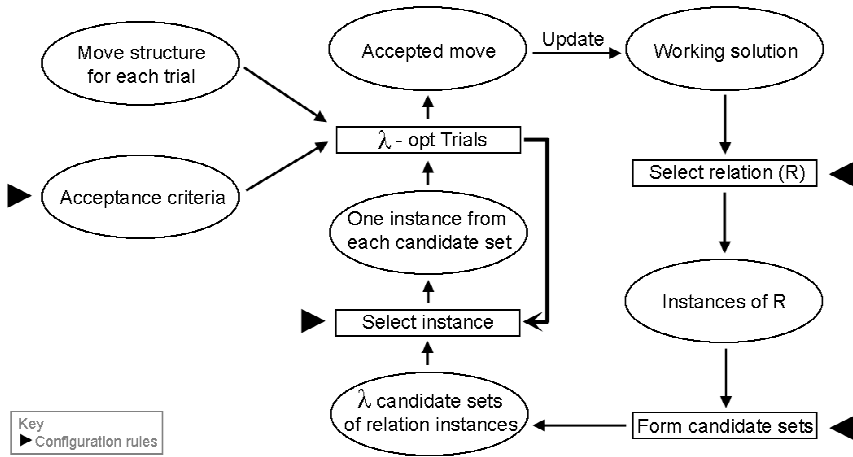 Move structure
for each trial
Accepted move
Update
Working solution
λ - opt Trials
Select relation (R)
Acceptance criteria
One instance from
each candidate set
Instances of R
Select instance
λ candidate sets
of relation instances
Form candidate sets
Key
Configuration rules